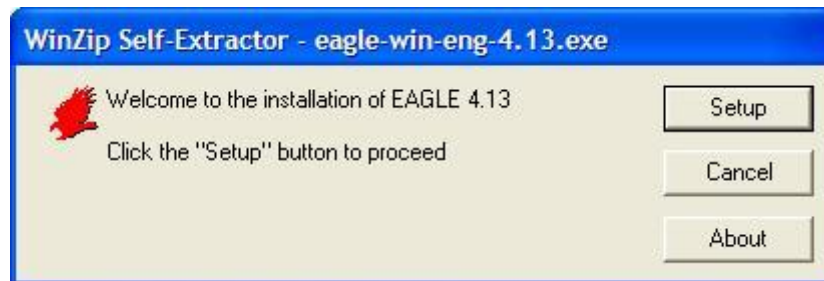 WinZip Self-Extractor - eagle-win-eng-4.13.exe
Welcome to the installation of EAGLE 4.13
Click the "Setup" button to proceed
Setup
Cancel
About